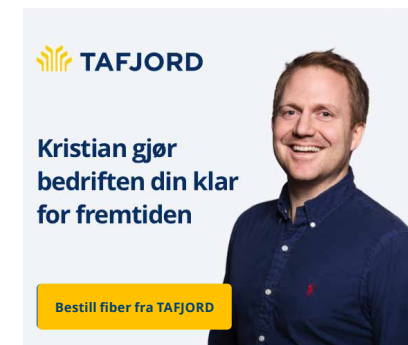 TAFJORD
Kristian gjør
bedriften din klar
for fremtiden
Bestill fiber fra TAFJORD